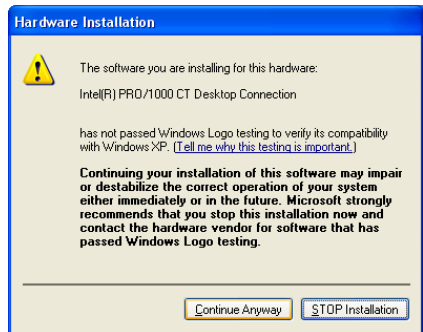 Hardware Installation
The software you are installing for this hardware:
Intel(R) PRO/1000 CT Desktop Connection
has not passed Windows Logo testing to verify its compatibility
with Windows XP. (Tell me why this testing is important.)
Continuing your installation of this software may impair
or destabilize the correct operation of your system
either immediately or in the future. Microsoft strongly
recommends that you stop this installation now and
contact the hardware vendor for software that has
passed Windows Logo testing.
Continue Anyway
STOP Installation